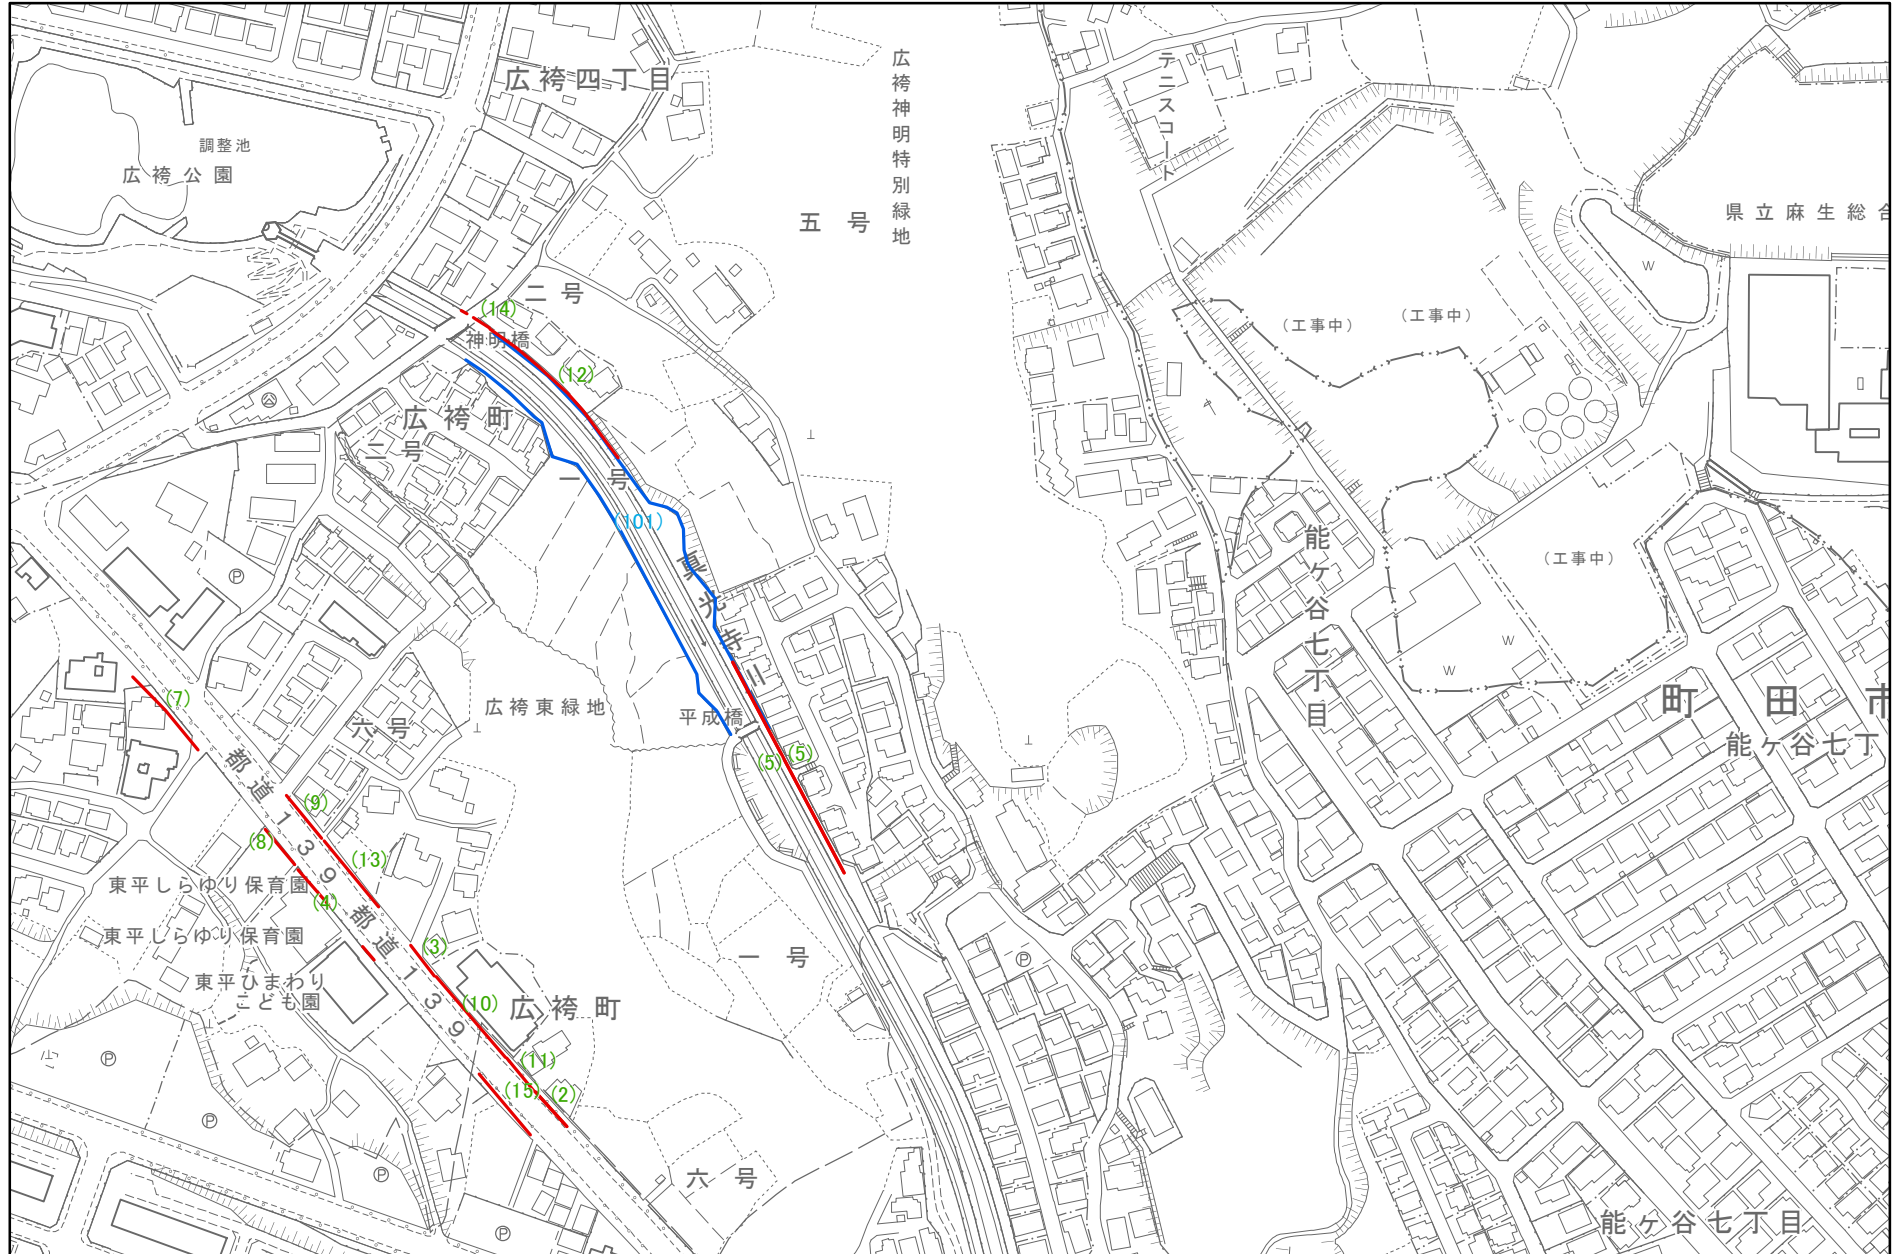 広袴四丁目
広袴神明特別緑地
テニスコート
調整池
広袴公園
五号
県立麻生総合
二号
(14)
神明橋
(工事中)
(工事中)
(12)
広袴町
二号
一号
(101)
能ヶ谷七丁目
(工事中)
真光寺川
(7)
広袴東緑地
六号
平成橋
(5)
(5)
町田市
能ヶ谷七丁
都道139
(9)
(8)
(13)
東平しらゆり保育園
(4)
都道139
東平しらゆり保育園
(3)
一号
東平ひまわり
こども園
(10)
広袴町
(11)
(15)
(2)
六号
能ヶ谷七丁目